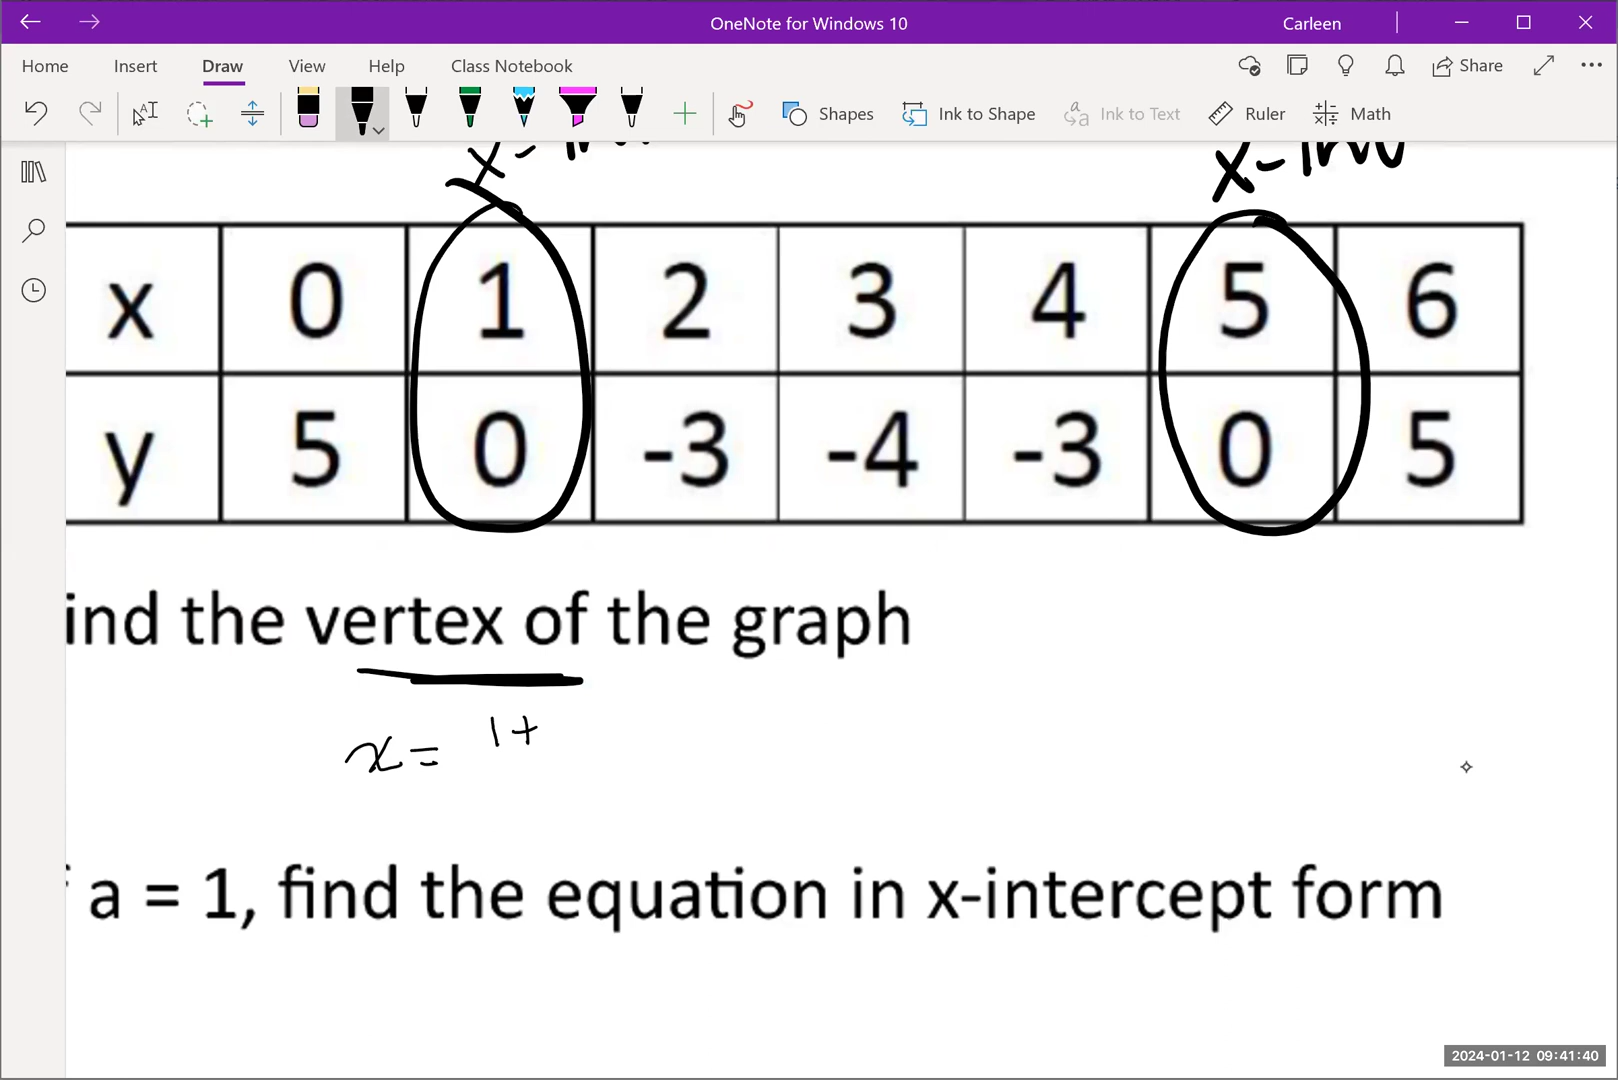 OneNote for Windows 10
Carleen
Home Insert Draw View Help Class Notebook Share
Shapes Ink to Shape Ink to Text Ruler Math
x 0 1 2 3 4 5 6
y 5 0 -3 -4 -3 0 5
ind the vertex of the graph
x = 1+
a = 1, find the equation in x-intercept form
2024-01-12 09:41:40